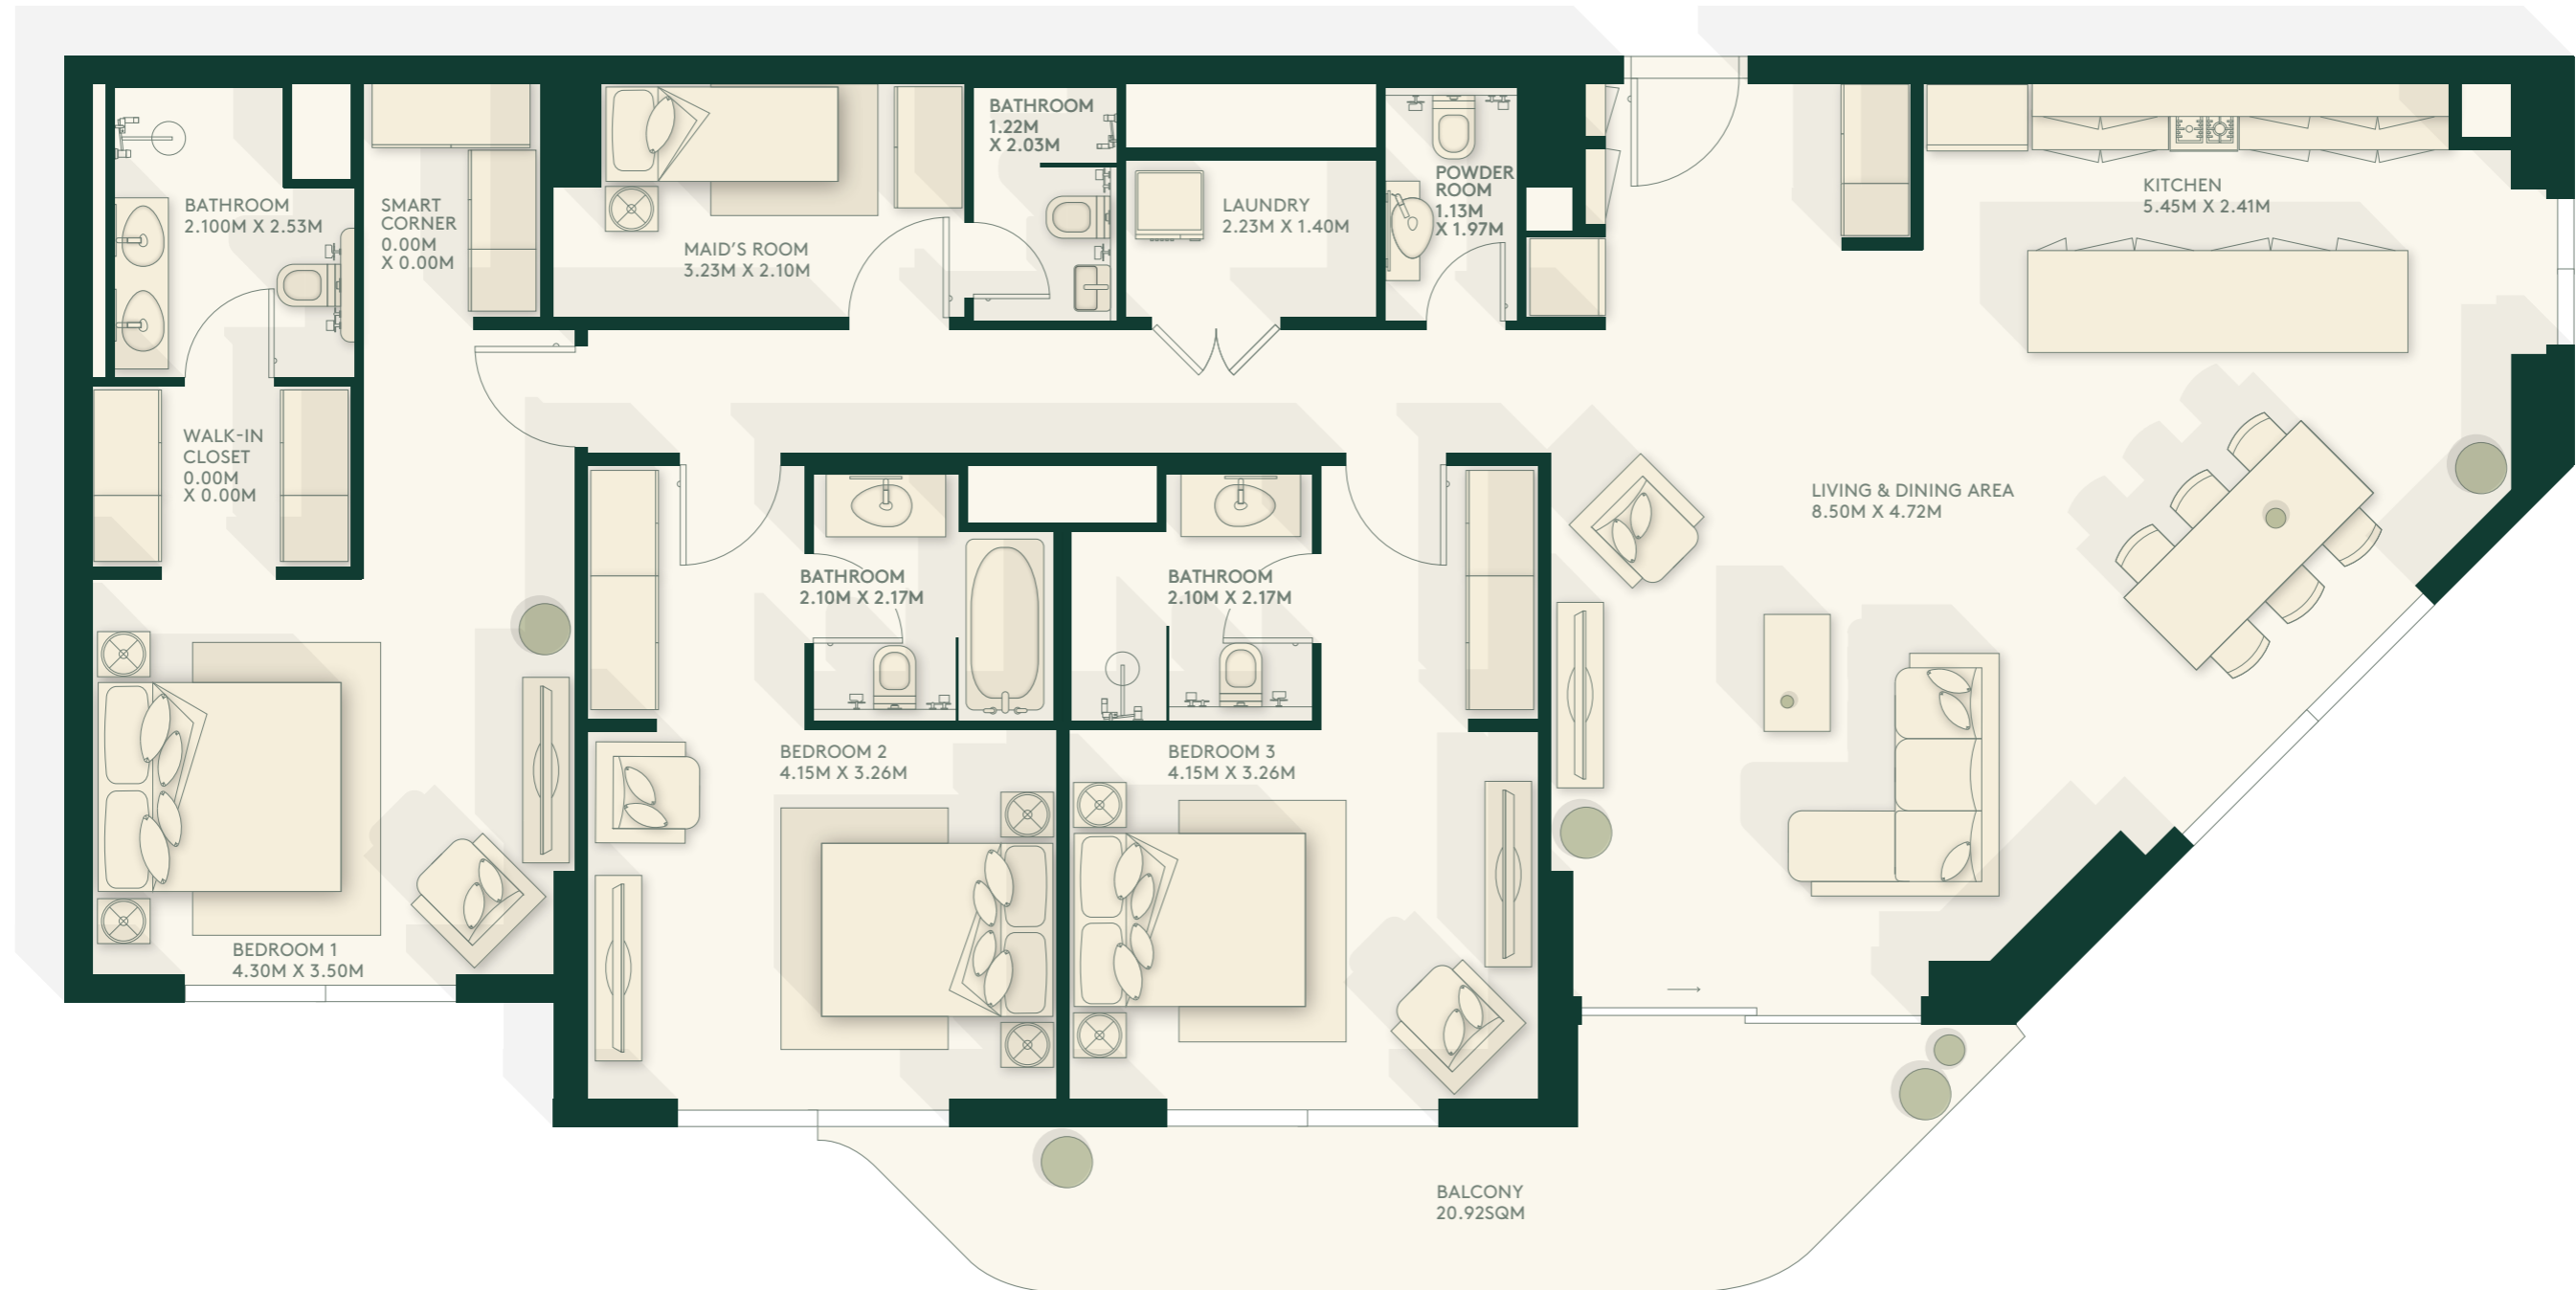 BATHROOM
2.100M X 2.53M
SMART
CORNER
0.00M
X 0.00M
MAID'S ROOM
3.23M X 2.10M
BATHROOM
1.22M
X 2.03M
LAUNDRY
2.23M X 1.40M
POWDER
ROOM
1.13M
X 1.97M
KITCHEN
5.45M X 2.41M
WALK-IN
CLOSET
0.00M
X 0.00M
LIVING & DINING AREA
8.50M X 4.72M
BATHROOM
2.10M X 2.17M
BATHROOM
2.10M X 2.17M
BEDROOM 1
4.30M X 3.50M
BEDROOM 2
4.15M X 3.26M
BEDROOM 3
4.15M X 3.26M
BALCONY
20.92SQM